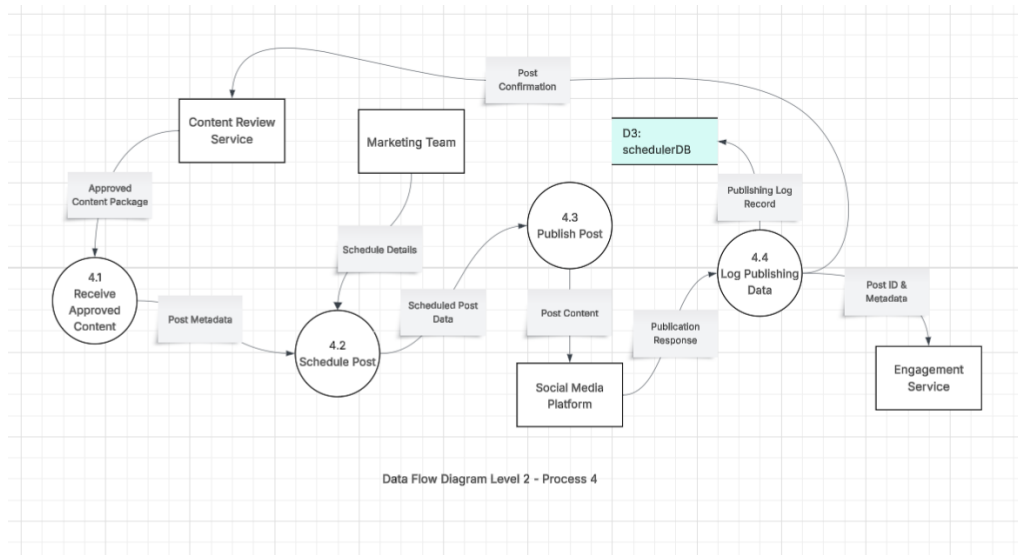 Post
Confirmation
Content Review
Service
Marketing Team
D3:
schedulerDB
Approved
Content Package
Publishing Log
Record
4.3
Publish Post
Schedule Details
4.4
Log Publishing
Data
4.1
Receive
Approved
Content
Post Metadata
Scheduled Post
Data
Post Content
Publication
Response
Post ID &
Metadata
4.2
Schedule Post
Social Media
Platform
Engagement
Service
Data Flow Diagram Level 2 - Process 4